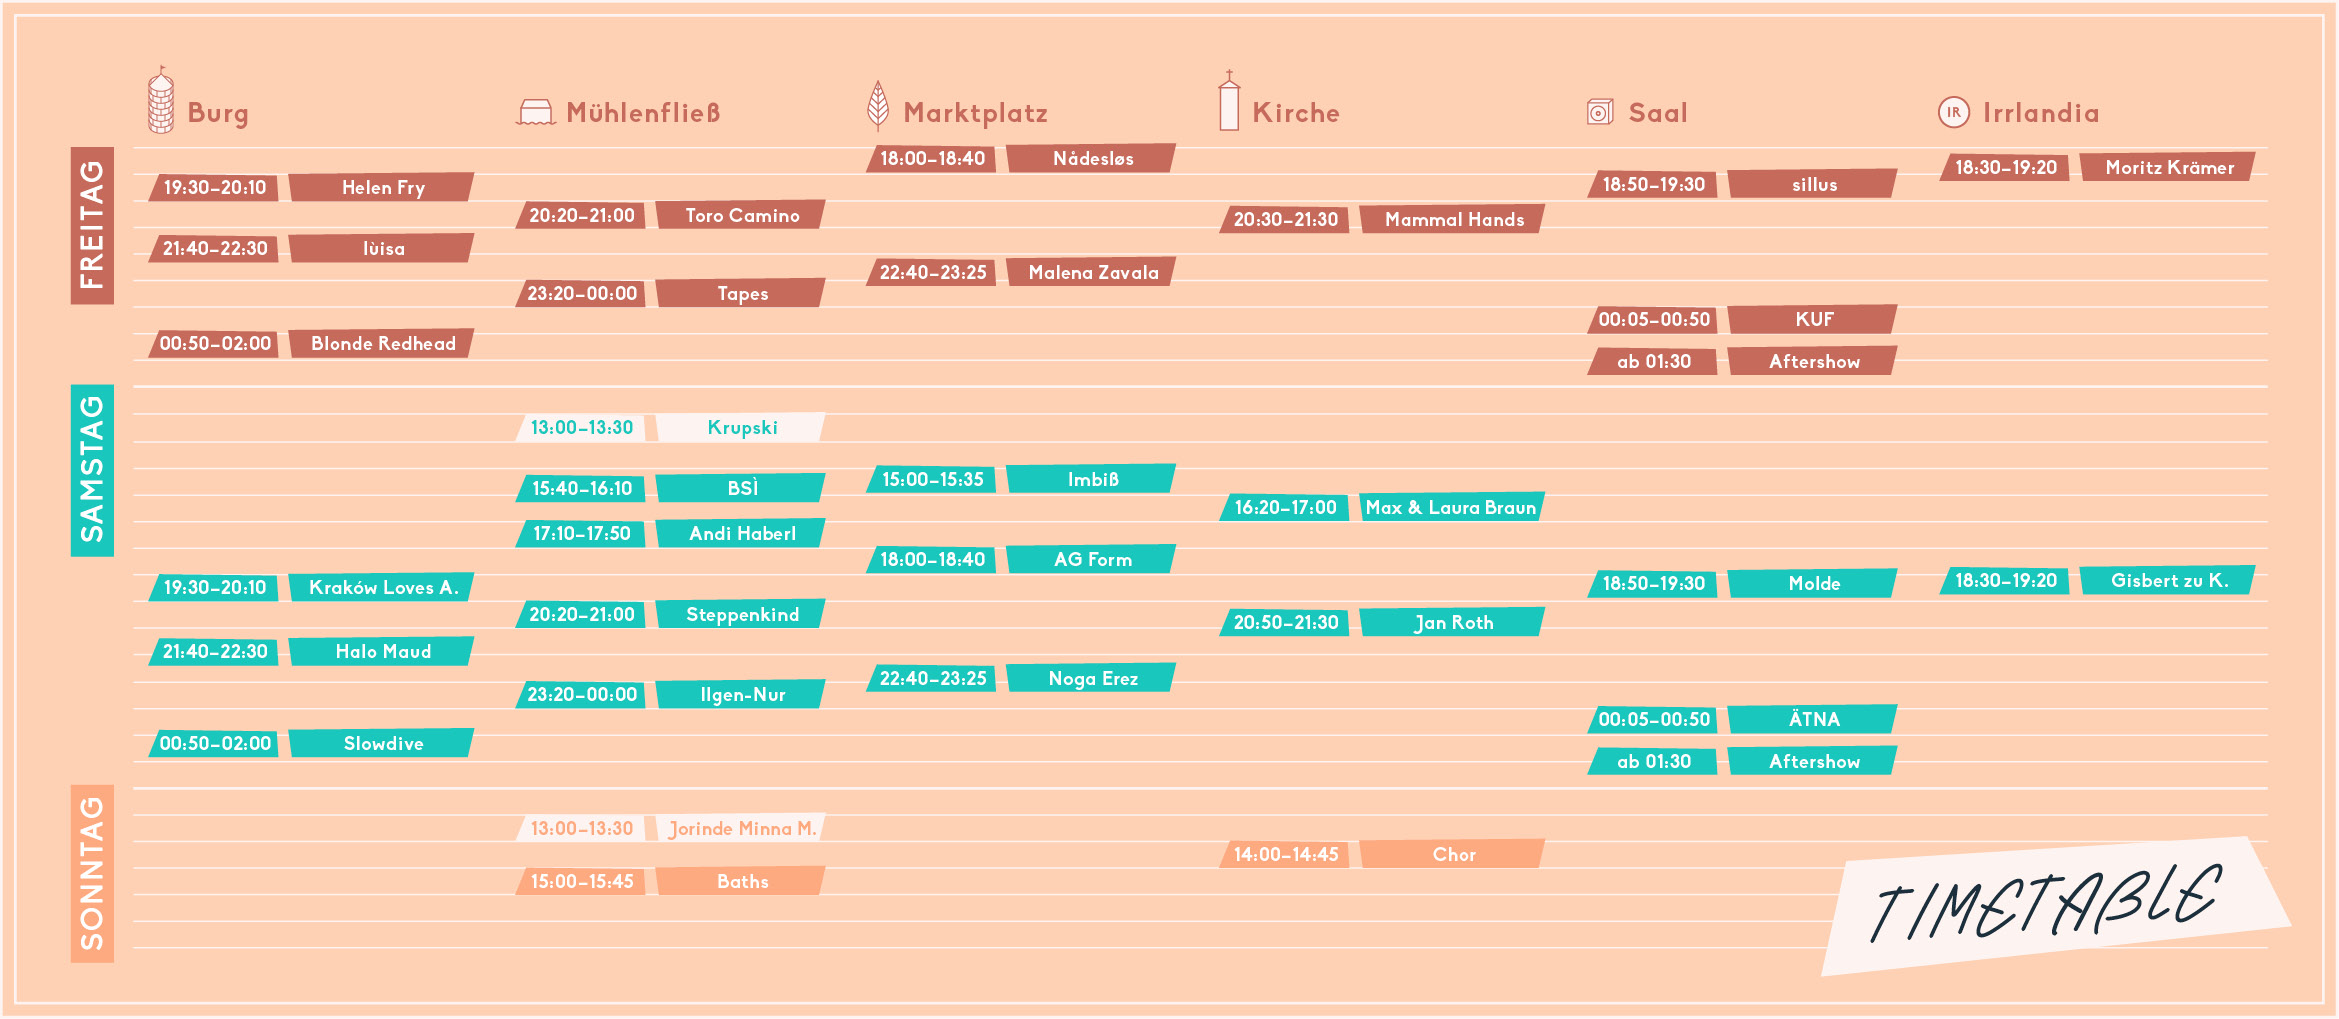 Burg
Mühlenfließ
Marktplatz
Kirche
Saal
IR Irrlandia
FREITAG
18:00–18:40 Nådesløs
18:30–19:20 Moritz Krämer
19:30–20:10 Helen Fry
18:50–19:30 sillus
20:20–21:00 Toro Camino
20:30–21:30 Mammal Hands
21:40–22:30 lùisa
22:40–23:25 Malena Zavala
23:20–00:00 Tapes
00:05–00:50 KUF
00:50–02:00 Blonde Redhead
ab 01:30 Aftershow
SAMSTAG
13:00–13:30 Krupski
15:00–15:35 Imbiß
15:40–16:10 BSÌ
16:20–17:00 Max & Laura Braun
17:10–17:50 Andi Haberl
18:00–18:40 AG Form
18:30–19:20 Gisbert zu K.
18:50–19:30 Molde
19:30–20:10 Kraków Loves A.
20:20–21:00 Steppenkind
20:50–21:30 Jan Roth
21:40–22:30 Halo Maud
22:40–23:25 Noga Erez
23:20–00:00 Ilgen-Nur
00:05–00:50 ÄTNA
00:50–02:00 Slowdive
ab 01:30 Aftershow
SONNTAG
13:00–13:30 Jorinde Minna M.
14:00–14:45 Chor
15:00–15:45 Baths
TIMETABLE